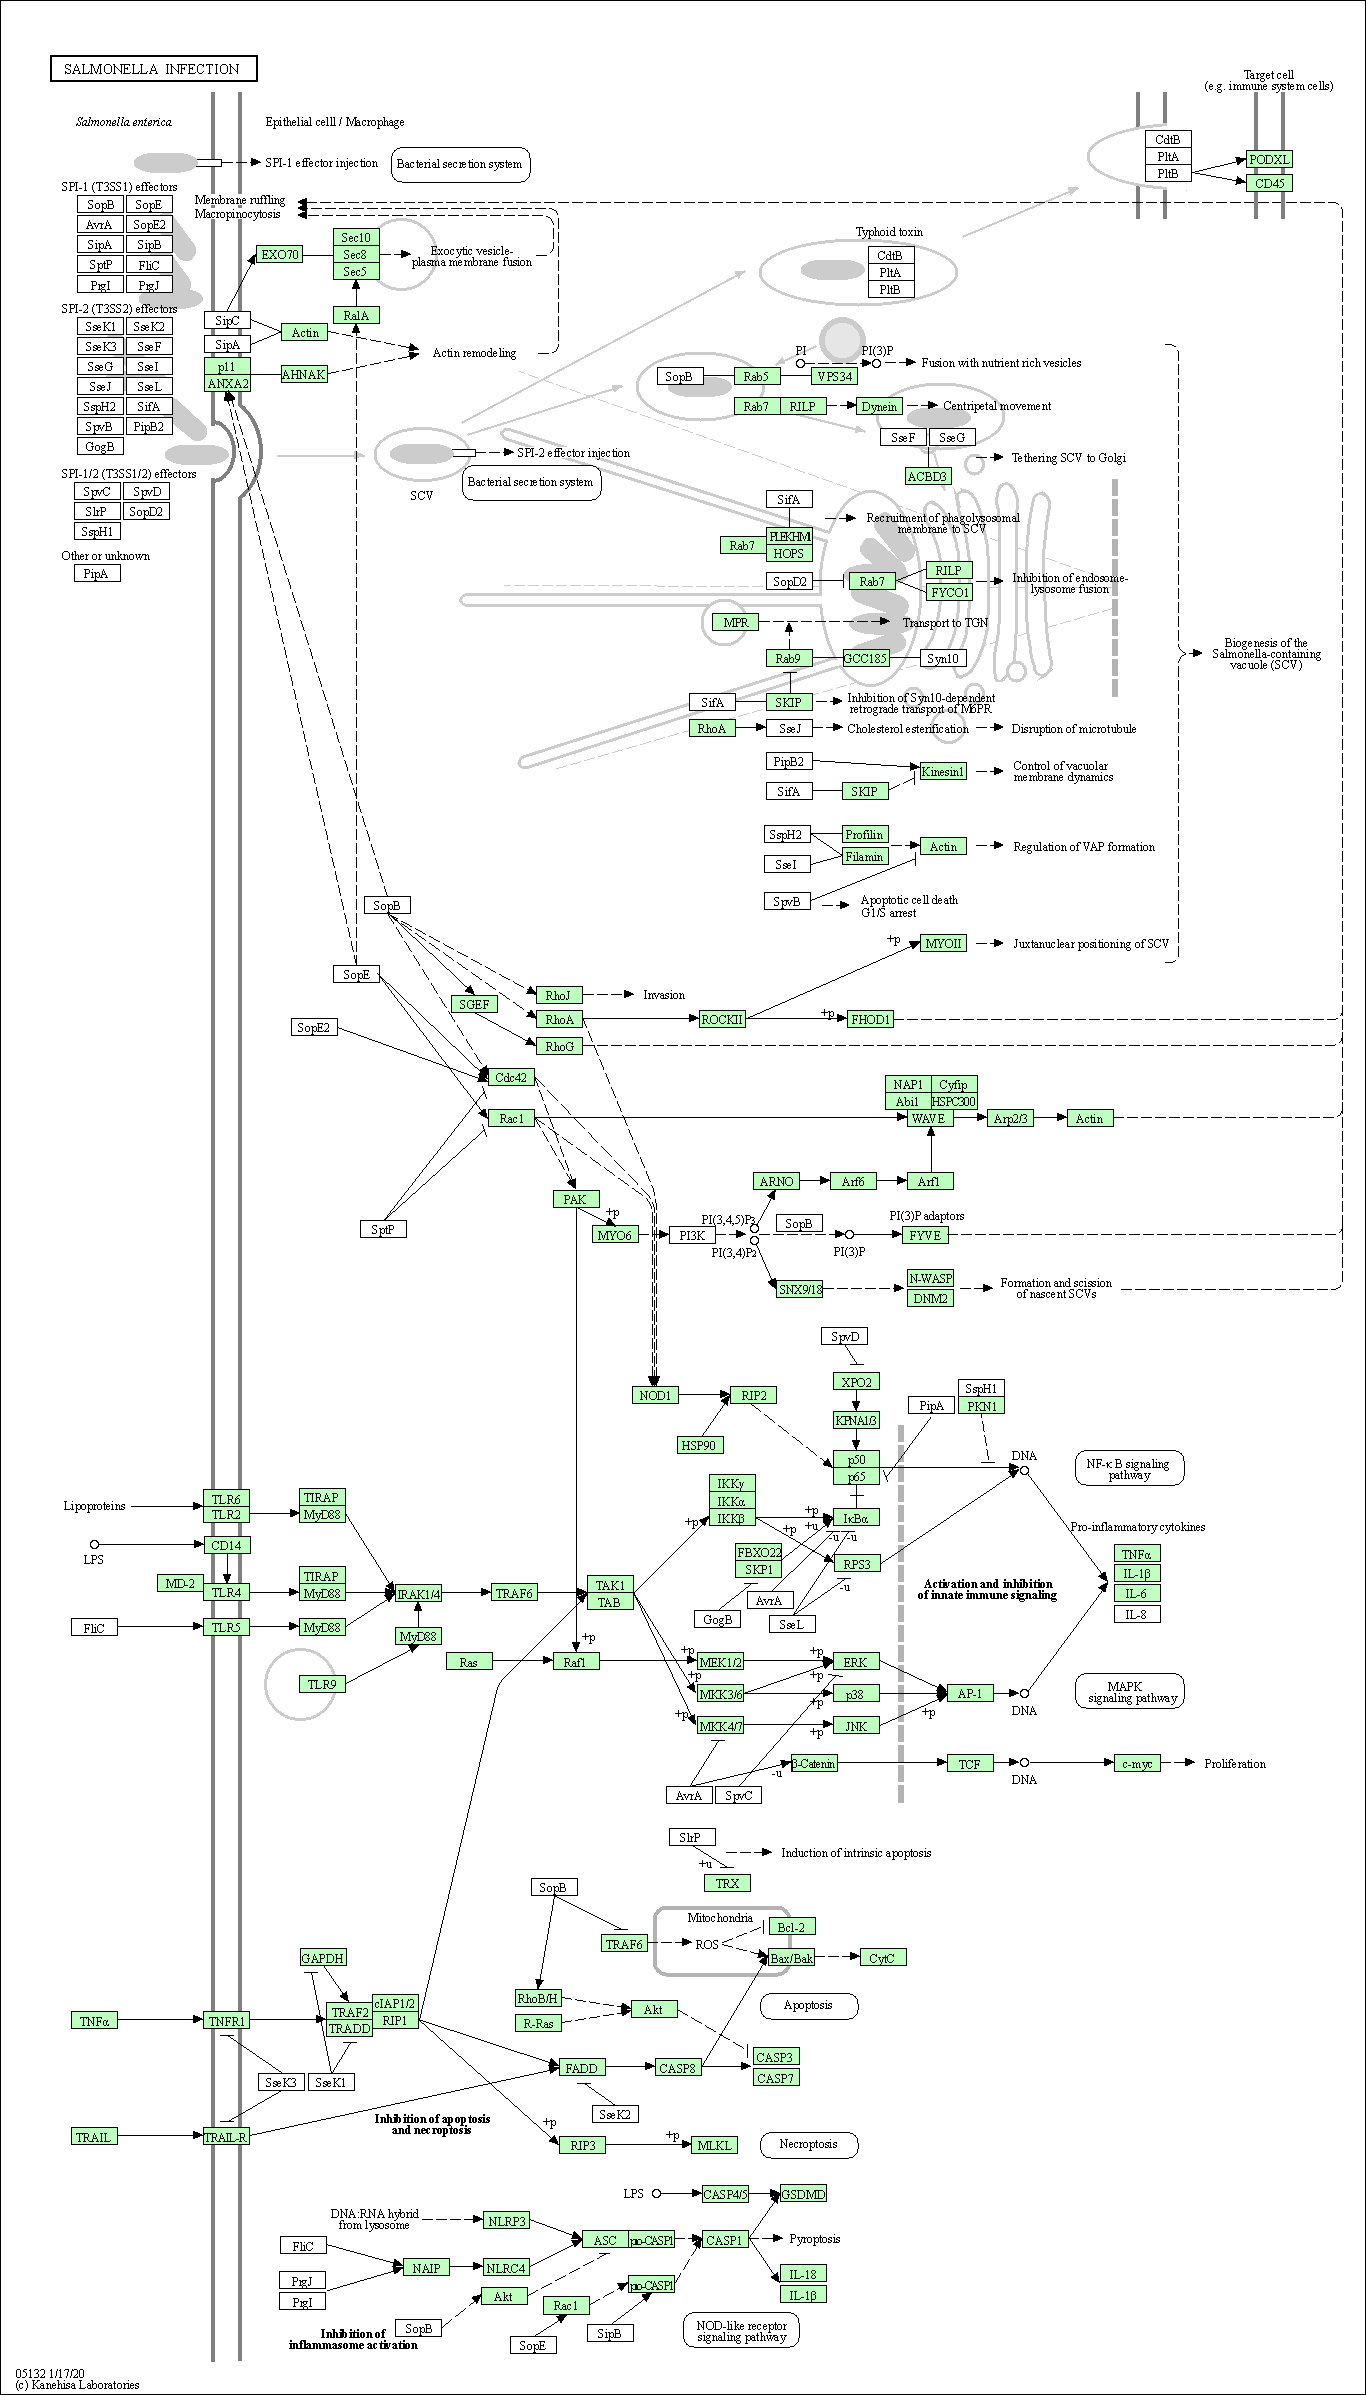 SALMONELLA INFECTION
Target cell
(e.g. immune system cells)
Salmonella enterica
Epithelial celll / Macrophage
SPI-1 effector injection
Bacterial secretion system
CdtB
PltA
PltB
PODXL
CD45
SPI-1 (T3SS1) effectors
SopB SopE
AvrA SopE2
SipA SipB
SptP FliC
PrgI PrgJ
SPI-2 (T3SS2) effectors
SseK1 SseK2
SseK3 SseF
SseG SseI
SseJ SseL
SspH2 SifA
SpvB PipB2
GogB
SPI-1/2 (T3SS1/2) effectors
SpvC SpvD
SlrP SopD2
SspH1
Other or unknown
PipA
Membrane ruffling
Macropinocytosis
EXO70
Sec10
Sec8
Sec5
Exocytic vesicle-
plasma membrane fusion
RalA
SipC
SipA
Actin
p11
ANXA2
AHNAK
Actin remodeling
Typhoid toxin
CdtB
PltA
PltB
SopB
Rab5
PI
PI(3)P
VPS34
Fusion with nutrient rich vesicles
Rab7 RILP
Dynein
Centripetal movement
SseF SseG
Tethering SCV to Golgi
ACBD3
SCV
SPI-2 effector injection
Bacterial secretion system
SifA
Recruitment of phagolysosomal
membrane to SCV
Rab7
PLEKHM1
HOPS
SopD2
Rab7
RILP
FYCO1
Inhibition of endosome-
lysosome fusion
MPR
Transport to TGN
Rab9
GCC185
Syn10
SifA
SKIP
Inhibition of Syn10-dependent
retrograde transport of M6PR
RhoA
SseJ
Cholesterol esterification
Disruption of microtubule
Biogenesis of the
Salmonella-containing
vacuole (SCV)
PipB2
Kinesin1
Control of vacuolar
membrane dynamics
SifA
SKIP
SspH2
Profilin
Filamin
SseI
Actin
Regulation of VAP formation
SpvB
Apoptotic cell death
G1/S arrest
SopB
+p
MYOII
Juxtanuclear positioning of SCV
SopE
SGEF
RhoJ
Invasion
RhoA
ROCKII
+p
FHOD1
SopE2
RhoG
Cdc42
NAP1 Cyfip
Abi1 HSPC300
Rac1
WAVE
Arp2/3
Actin
ARNO
Arf6
Arf1
PAK
+p
SptP
MYO6
PI3K
PI(3,4,5)P3
PI(3,4)P2
SopB
PI(3)P
PI(3)P adaptors
FYVE
SNX9/18
N-WASP
DNM2
Formation and scission
of nascent SCVs
SpvD
NOD1
RIP2
XPO2
SspH1
PKN1
PipA
KPNA1/3
HSP90
p50
p65
DNA
NF-κB signaling
pathway
Lipoproteins
TLR6
TLR2
TIRAP
MyD88
IKKγ
IKKα
IKKβ
+p
+p
+u
+p
IκBα
Pro-inflammatory cytokines
LPS
CD14
FBXO22
SKP1
-u
-u
RPS3
TNFα
IL-1β
IL-6
IL-8
MD-2
TLR4
TIRAP
MyD88
IRAK1/4
TRAF6
TAK1
TAB
-u
AvrA
Activation and inhibition
of innate immune signaling
GogB
SseL
FliC
TLR5
MyD88
MyD88
+p
Ras
Raf1
+p
MEK1/2
+p
ERK
TLR9
+p
MKK3/6
+p
+p
p38
AP-1
DNA
MAPK
signaling pathway
+p
MKK4/7
+p
JNK
+p
β-Catenin
-u
TCF
DNA
c-myc
Proliferation
AvrA
SpvC
SlrP
+u
TRX
Induction of intrinsic apoptosis
SopB
Mitochondria
TRAF6
ROS
Bcl-2
Bax/Bak
CytC
GAPDH
RhoB/H
R-Ras
Akt
Apoptosis
TNFα
TNFR1
TRAF2
TRADD
cIAP1/2
RIP1
FADD
CASP8
CASP3
CASP7
SseK3
SseK1
SseK2
TRAIL
TRAIL-R
Inhibition of apoptosis
and necroptosis
+p
RIP3
+p
MLKL
Necroptosis
LPS
CASP4/5
GSDMD
DNA:RNA hybrid
from lysosome
NLRP3
ASC
pro-CASP1
CASP1
Pyroptosis
FliC
NAIP
NLRC4
PrgJ
PrgI
Akt
pro-CASP1
IL-18
IL-1β
Rac1
SopB
SipB
SopE
Inhibition of
inflammasome activation
NOD-like receptor
signaling pathway
05132 1/17/20
(c) Kanehisa Laboratories